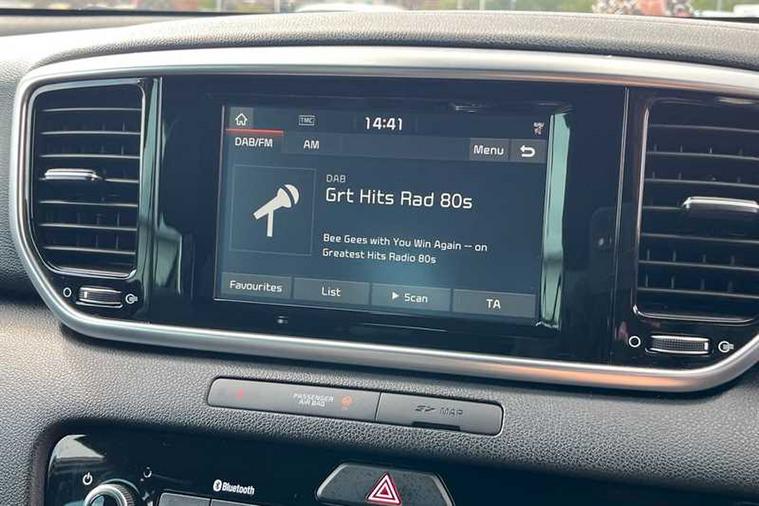 TMC
14:41
DAB/FM
AM
Menu
DAB
Grt Hits Rad 80s
Bee Gees with You Win Again -- on
Greatest Hits Radio 80s
Favourites
List
Scan
TA
PASSENGER
AIR BAG
MAP
Bluetooth